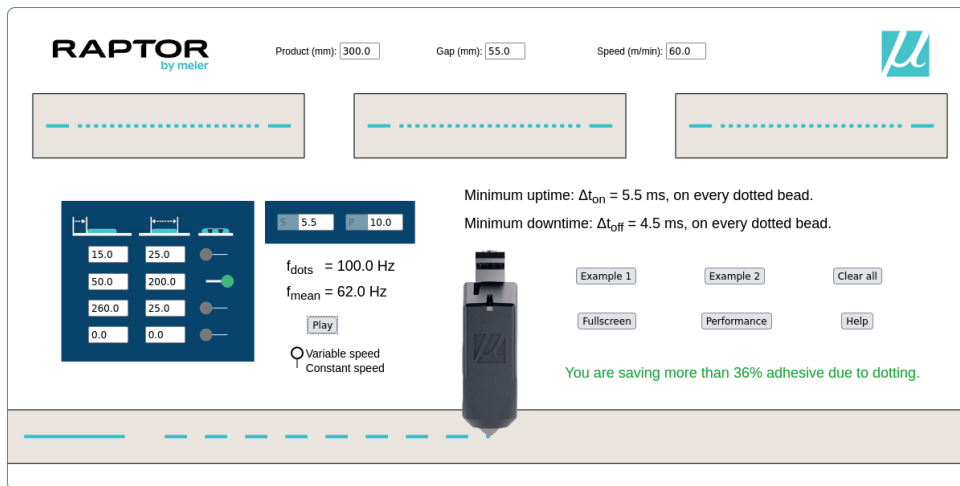 RAPTOR
by meler
Product (mm): 300.0
Gap (mm): 55.0
Speed (m/min): 60.0
µ
Minimum uptime: Δton = 5.5 ms, on every dotted bead.
Minimum downtime: Δtoff = 4.5 ms, on every dotted bead.
S 5.5 P 10.0
15.0 25.0
50.0 200.0
260.0 25.0
0.0 0.0
fdots = 100.0 Hz
fmean = 62.0 Hz
Play
Variable speed
Constant speed
µ
Example 1 Example 2 Clear all
Fullscreen Performance Help
You are saving more than 36% adhesive due to dotting.